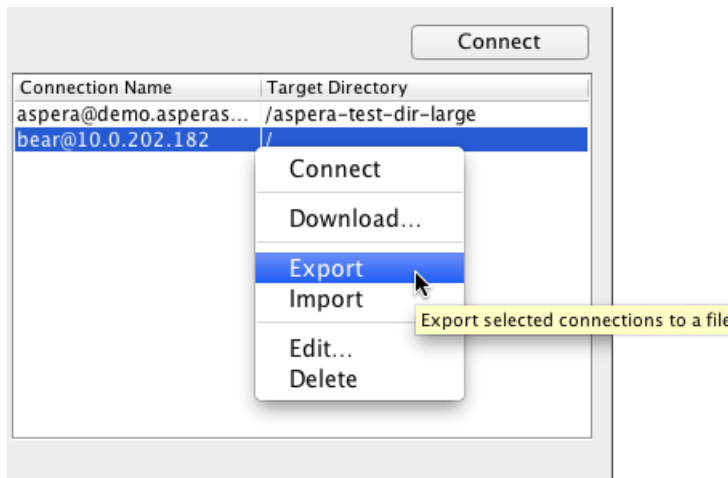 Connect
Connection Name Target Directory
aspera@demo.asperas... /aspera-test-dir-large
bear@10.0.202.182 /
Connect
Download...
Export
Import
Export selected connections to a file
Edit...
Delete